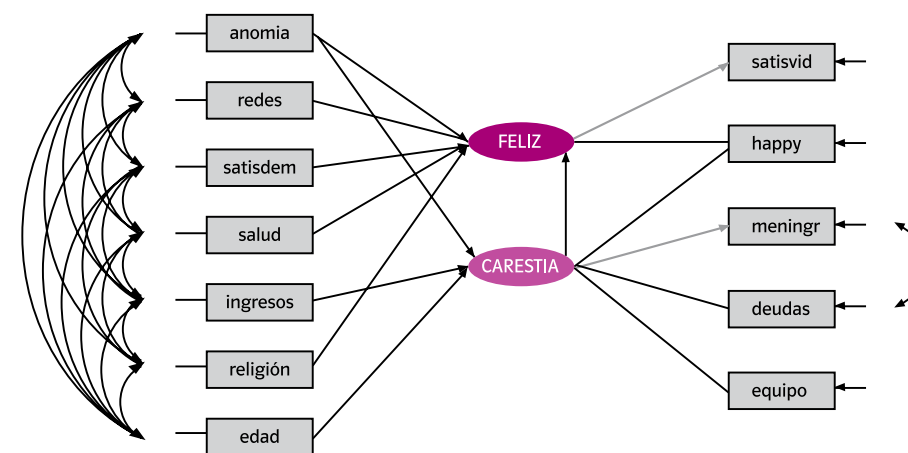 anomia
redes
satisdem
salud
ingresos
religión
edad
FELIZ
CARESTIA
satisvid
happy
meningr
deudas
equipo